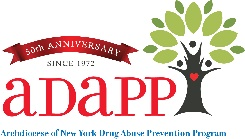 50th ANNIVERSARY
SINCE 1972
aDaPP
Archdiocese of New York Drug Abuse Prevention Program